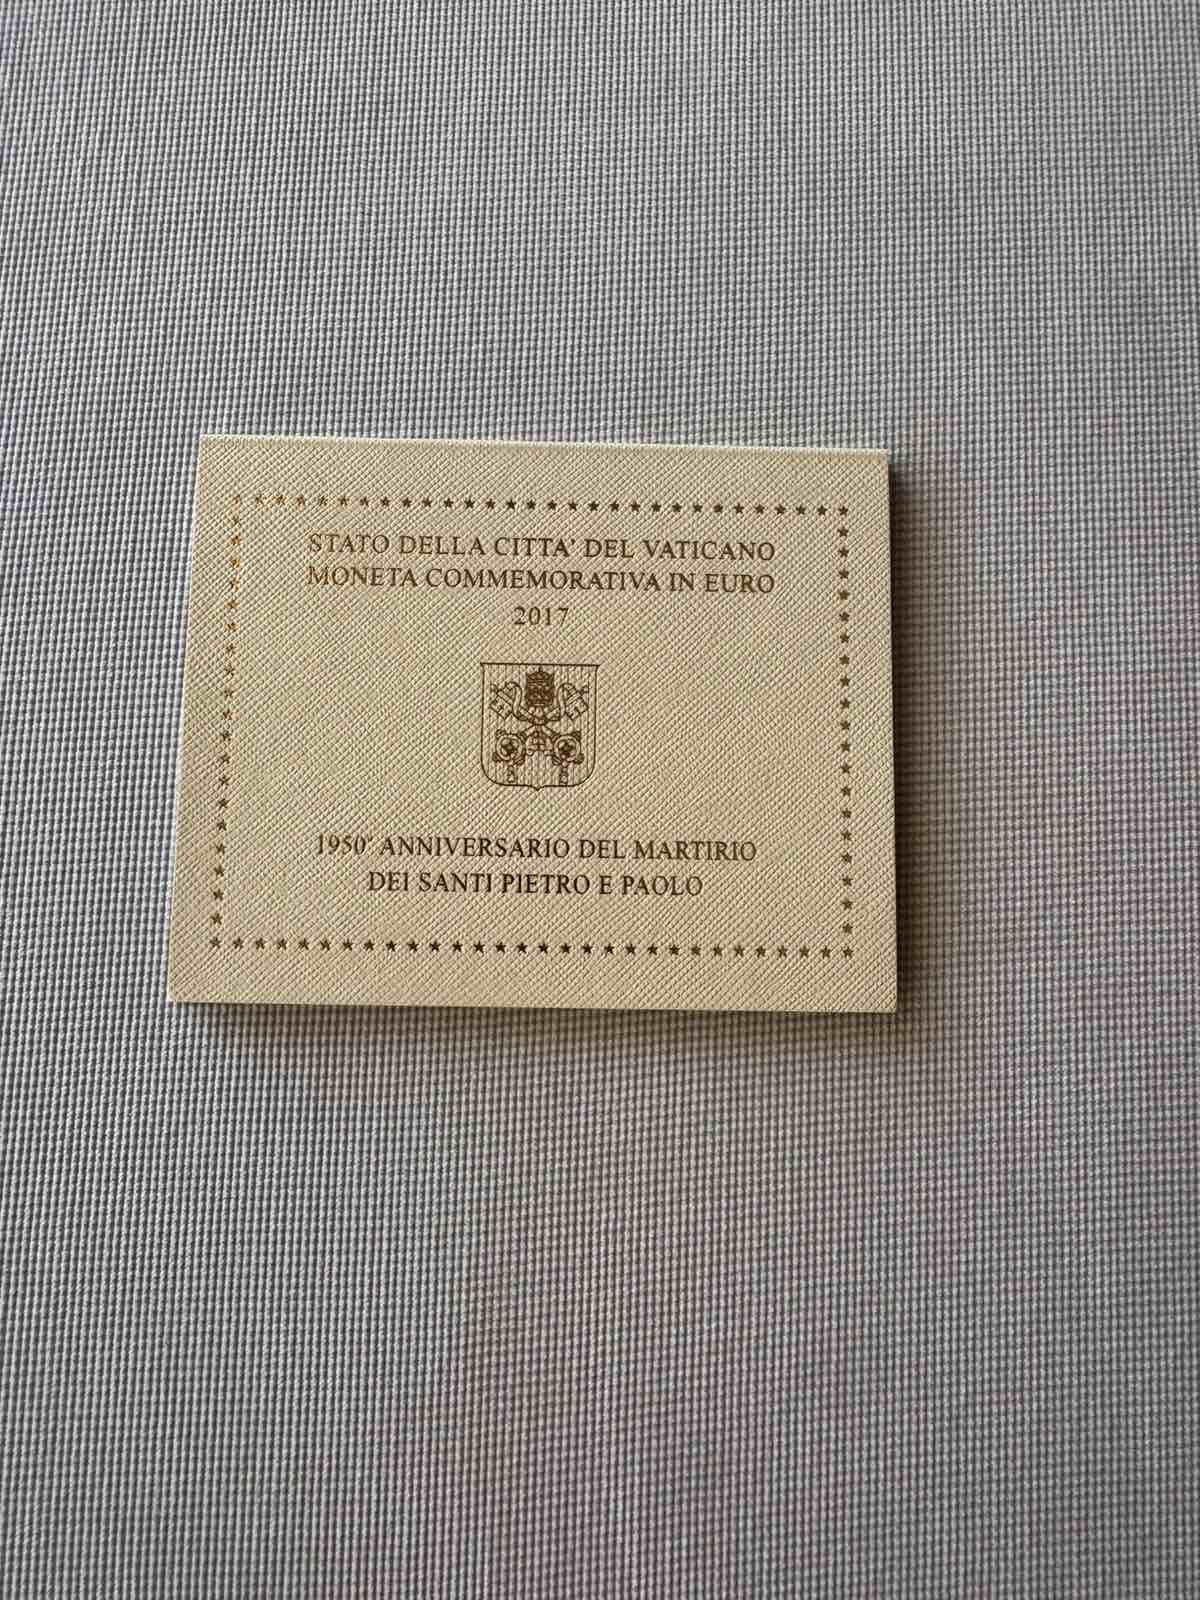 STATO DELLA CITTA' DEL VATICANO
MONETA COMMEMORATIVA IN EURO
2017
1950° ANNIVERSARIO DEL MARTIRIO
DEI SANTI PIETRO E PAOLO